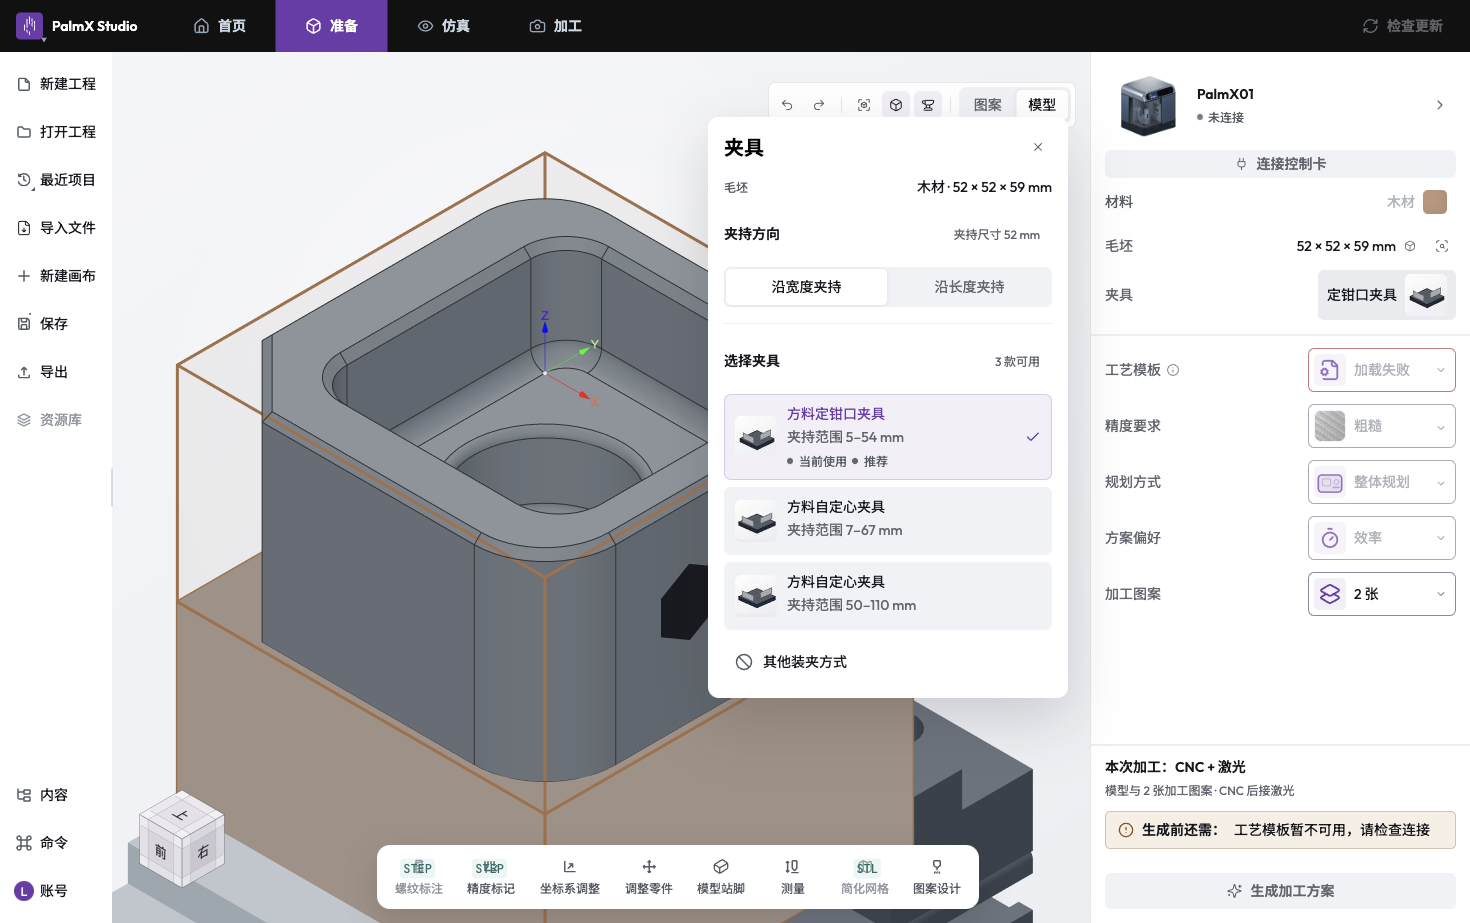 PalmX Studio
首页
准备
仿真
加工
检查更新
新建工程
打开工程
最近项目
导入文件
新建画布
保存
导出
资源库
内容
命令
L 账号
图案
模型
夹具
毛坯
木材 · 52 × 52 × 59 mm
夹持方向
夹持尺寸 52 mm
沿宽度夹持
沿长度夹持
选择夹具
3 款可用
方料定钳口夹具
夹持范围 5–54 mm
当前使用
推荐
方料自定心夹具
夹持范围 7–67 mm
方料自定心夹具
夹持范围 50–110 mm
其他装夹方式
Z
Y
X
上
前
右
STEP
螺纹标注
STEP
精度标记
坐标系调整
调整零件
模型站脚
测量
STL
简化网格
图案设计
PalmX01
未连接
连接控制卡
材料
木材
毛坯
52 × 52 × 59 mm
夹具
定钳口夹具
工艺模板
加载失败
精度要求
粗糙
规划方式
整体规划
方案偏好
效率
加工图案
2 张
本次加工：CNC + 激光
模型与 2 张加工图案 · CNC 后接激光
生成前还需： 工艺模板暂不可用，请检查连接
生成加工方案